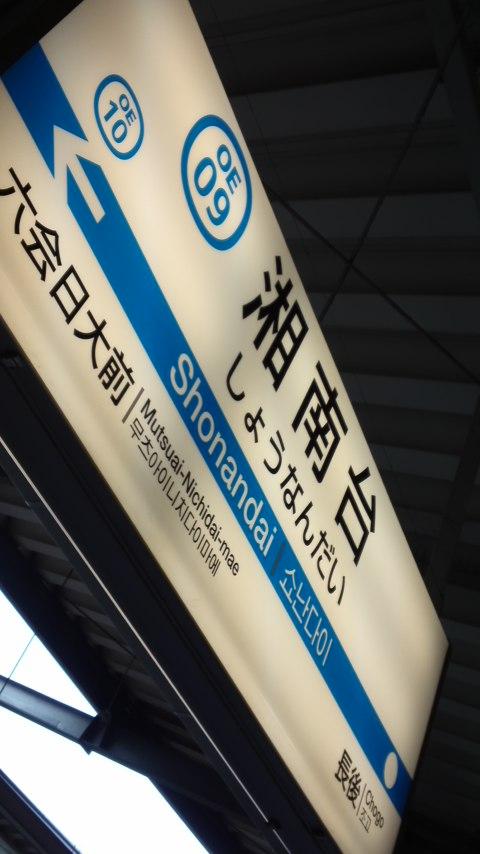 OE
09
湘南台
しょうなんだい
Shonandai 쇼난다이
OE
10
六会日大前
Mutsuai-Nichidai-mae
무츠아이니치다이마에
長後
Chogo
조고